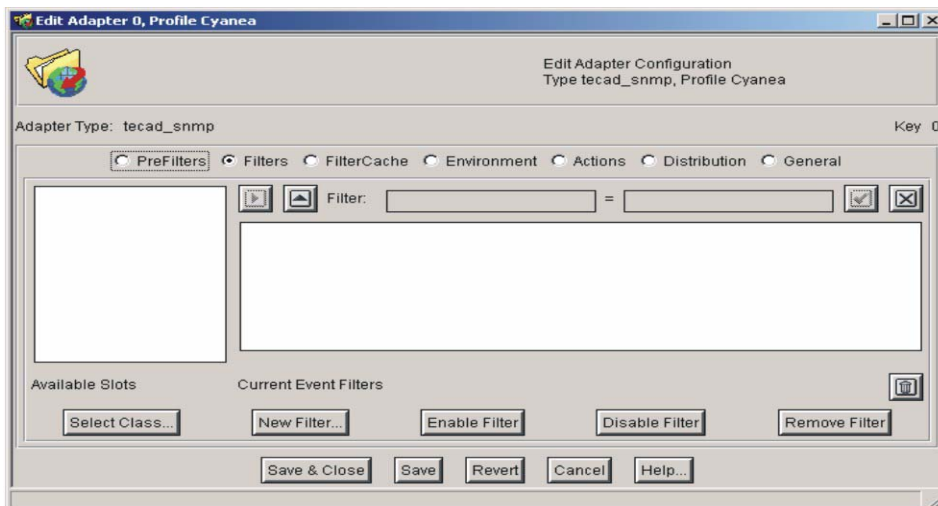 Edit Adapter 0, Profile Cyanea
Edit Adapter Configuration
Type tecad_snmp, Profile Cyanea
Adapter Type: tecad_snmp Key 0
PreFilters Filters FilterCache Environment Actions Distribution General
Filter: =
Available Slots Current Event Filters
Select Class... New Filter... Enable Filter Disable Filter Remove Filter
Save & Close Save Revert Cancel Help...